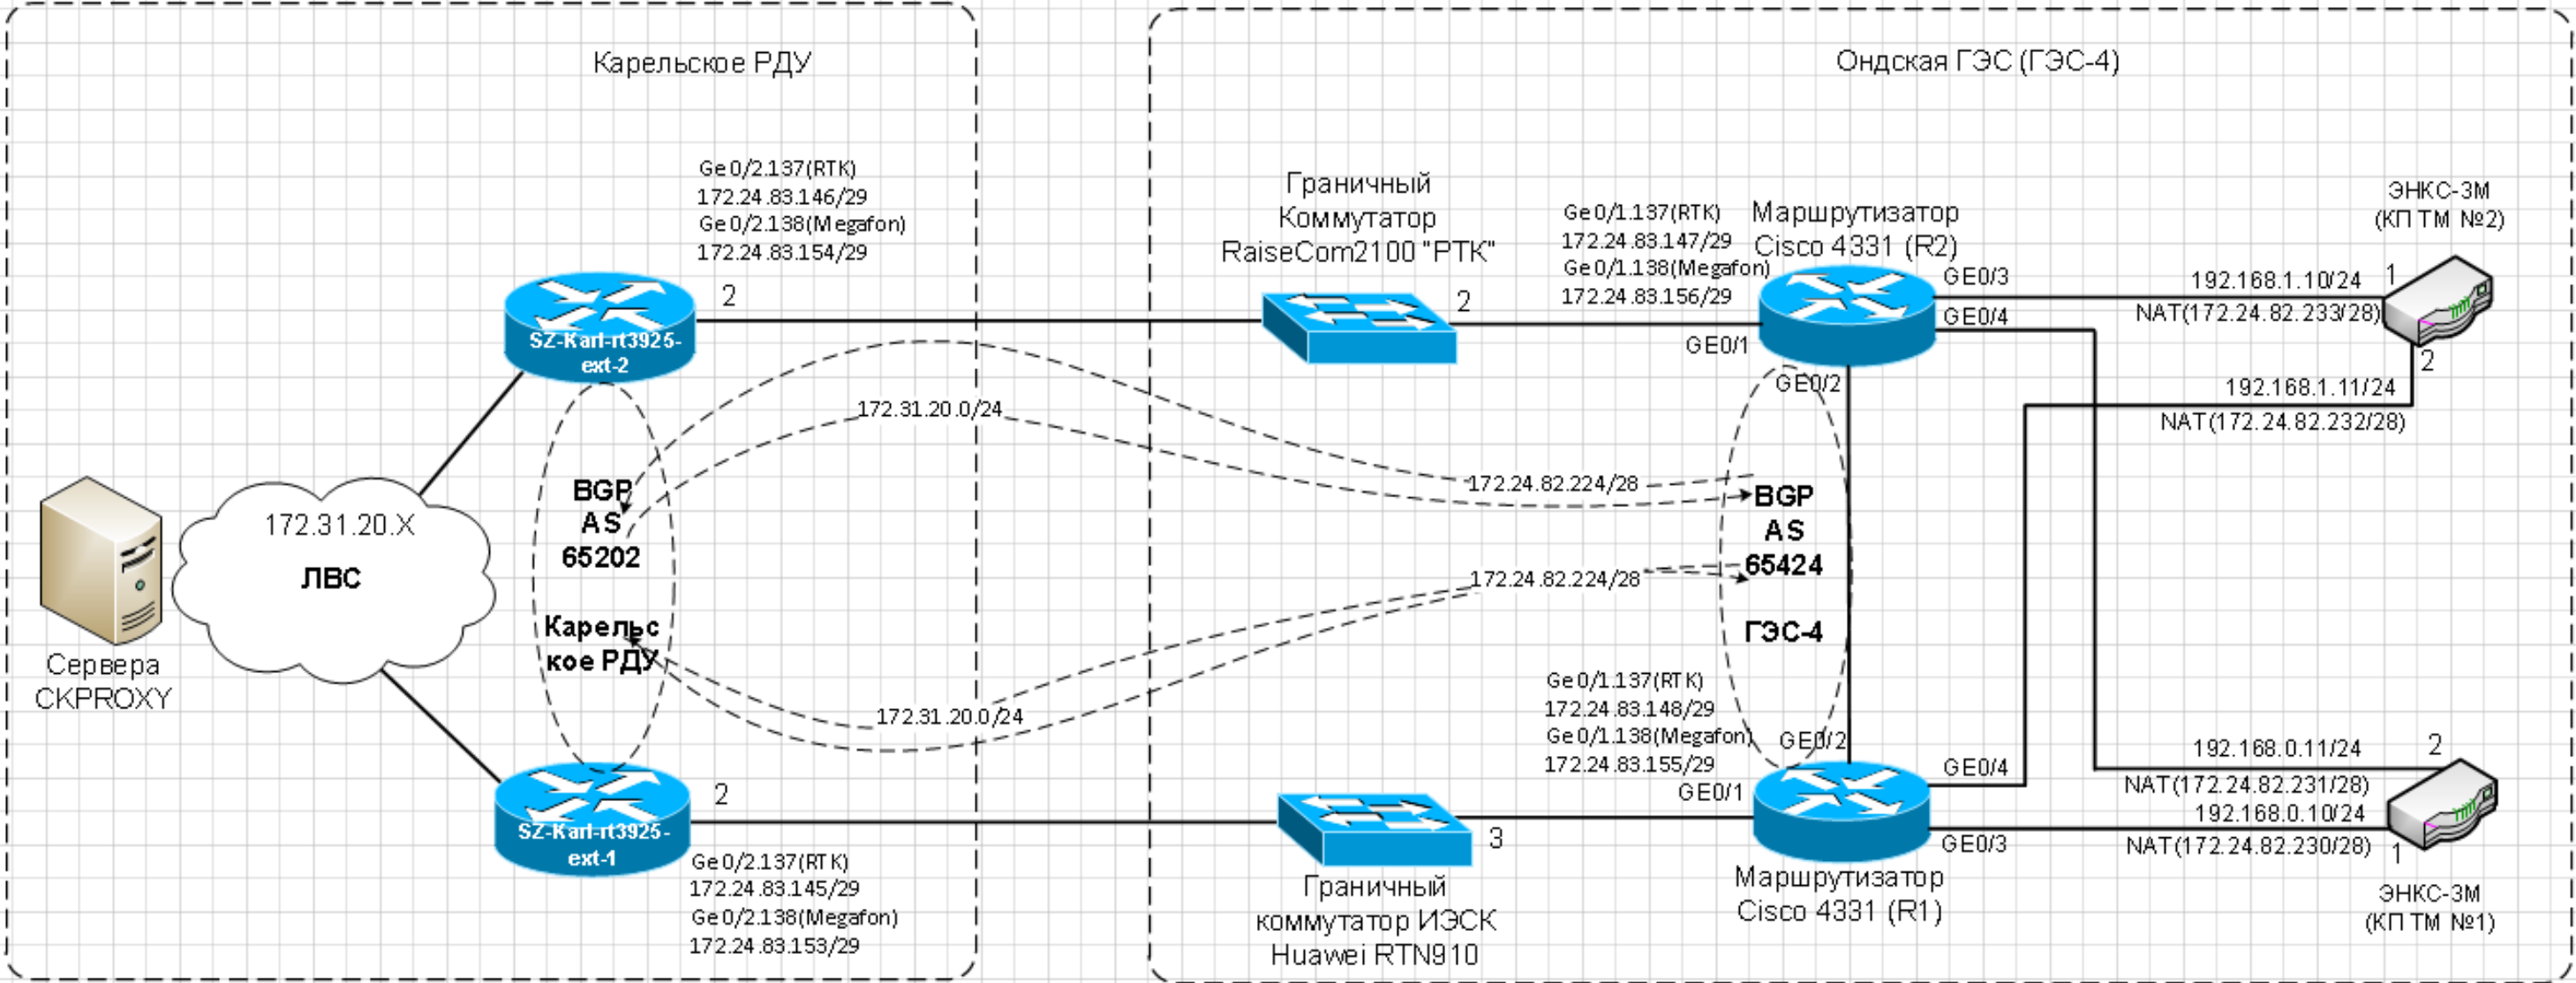 Карельское РДУ
Ge0/2.137(RTK)
172.24.83.146/29
Ge0/2.138(Megafon)
172.24.83.154/29
2
SZ-Karl-rt3925-
ext-2
172.31.20.0/24
172.31.20.X
ЛВС
Сервера
CKPROXY
BGP
AS
65202
Карельс
кое РДУ
172.31.20.0/24
SZ-Karl-rt3925-
ext-1
2
Ge0/2.137(RTK)
172.24.83.145/29
Ge0/2.138(Megafon)
172.24.83.153/29
Ондская ГЭС (ГЭС-4)
Граничный
Коммутатор
RaiseCom2100 "РТК"
2
Ge0/1.137(RTK)
172.24.83.147/29
Ge0/1.138(Megafon)
172.24.83.156/29
Маршрутизатор
Cisco 4331 (R2)
GE0/3
GE0/4
GE0/1
GE0/2
192.168.1.10/24
NAT(172.24.82.233/28)
1
ЭНКС-3М
(КП ТМ №2)
2
192.168.1.11/24
NAT(172.24.82.232/28)
172.24.82.224/28
BGP
AS
65424
ГЭС-4
172.24.82.224/28
Ge0/1.137(RTK)
172.24.83.148/29
Ge0/1.138(Megafon)
172.24.83.155/29
GE0/2
GE0/1
GE0/4
GE0/3
Маршрутизатор
Cisco 4331 (R1)
3
Граничный
коммутатор ИЭСК
Huawei RTN910
192.168.0.11/24
2
NAT(172.24.82.231/28)
192.168.0.10/24
NAT(172.24.82.230/28)
1
ЭНКС-3М
(КП ТМ №1)